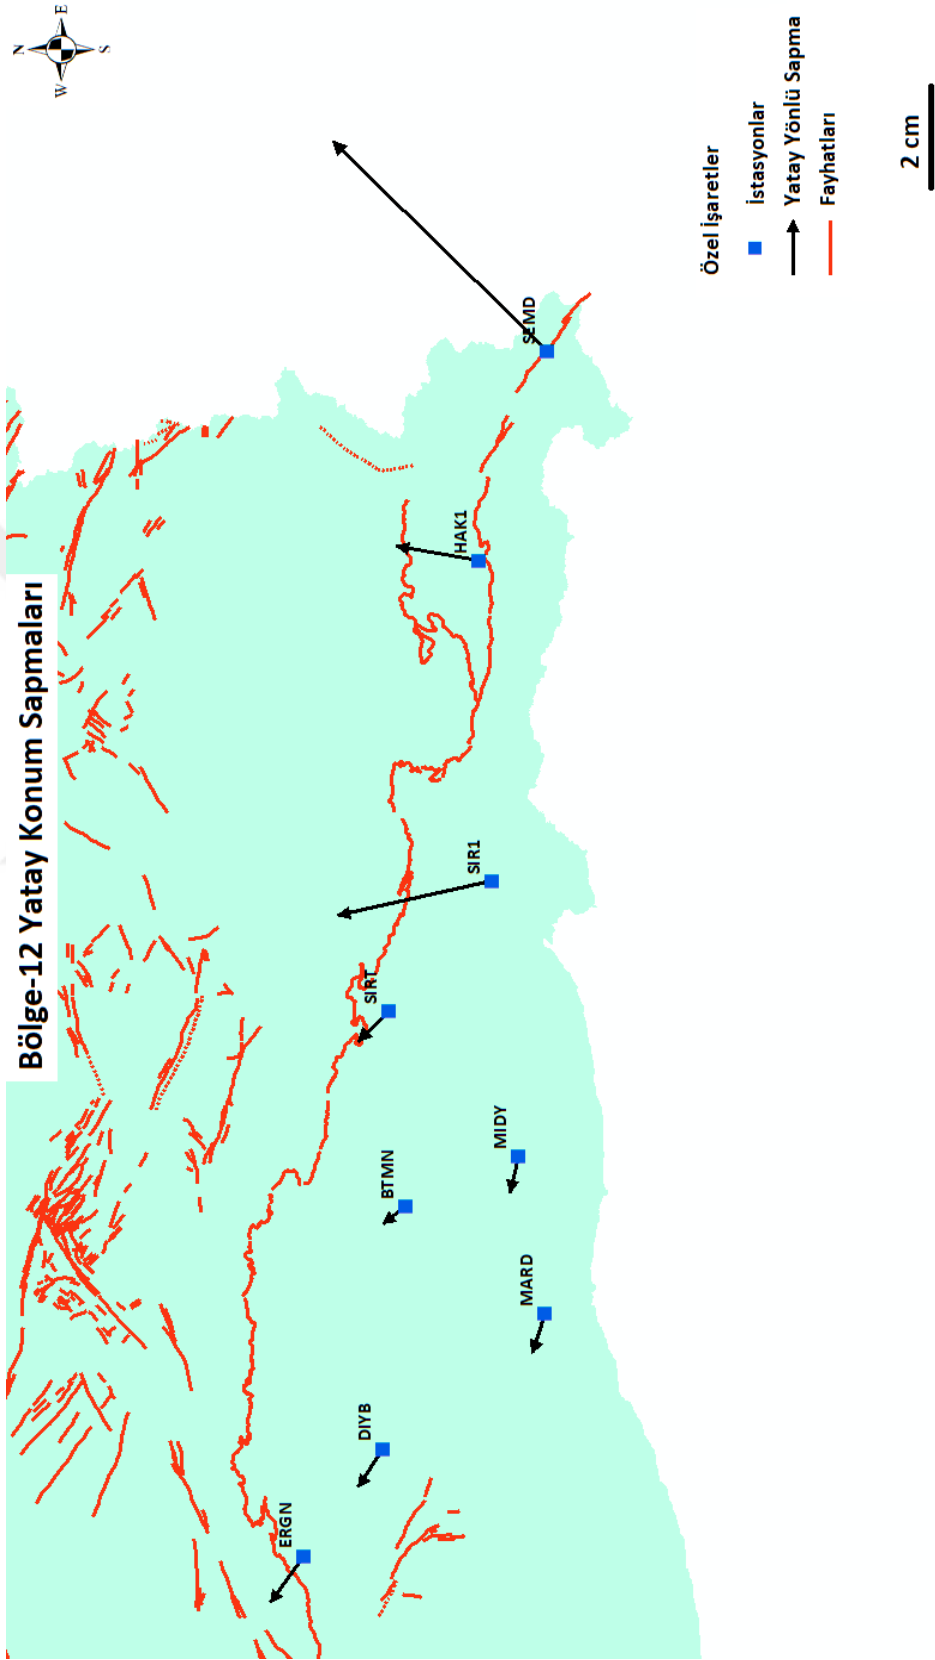 Bölge-12 Yatay Konum Sapmaları
N
W
E
S
ERGN
DIYB
MARD
BTMN
MIDY
SIRT
SIR1
HAK1
SEMD
Özel İşaretler
İstasyonlar
Yatay Yönlü Sapma
Fayhatları
2 cm